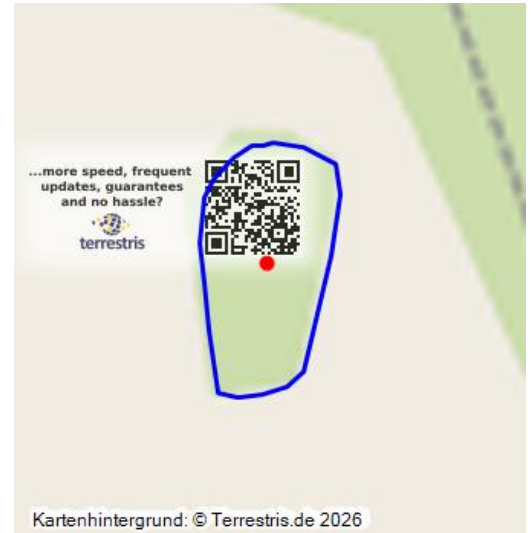 ...more speed, frequent
updates, guarantees
and no hassle?
terrestris
Kartenhintergrund: © Terrestris.de 2026